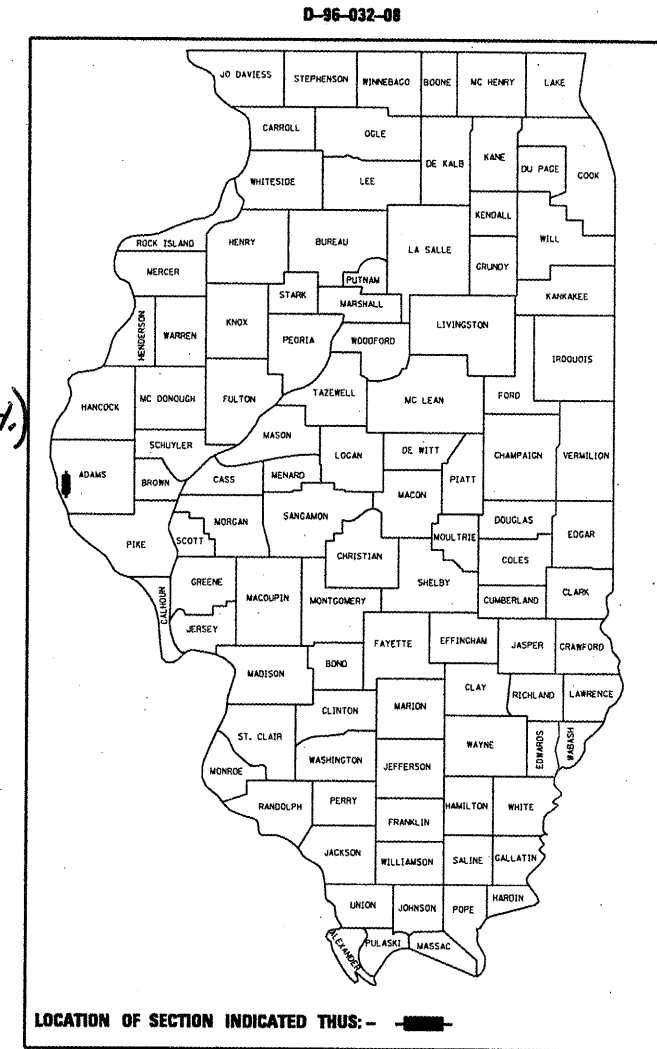 D-96-032-08
JO DAVIESS
STEPHENSON
WINNEBAGO
BOONE
MC HENRY
LAKE
CARROLL
OGLE
DE KALB
KANE
DU PAGE
COOK
WHITESIDE
LEE
KENDALL
WILL
ROCK ISLAND
HENRY
BUREAU
LA SALLE
GRUNDY
MERCER
PUTNAM
KANKAKEE
STARK
MARSHALL
HENDERSON
WARREN
KNOX
PEORIA
WOODFORD
LIVINGSTON
IROQUOIS
HANCOCK
MC DONOUGH
FULTON
TAZEWELL
MC LEAN
FORD
MASON
SCHUYLER
LOGAN
DE WITT
CHAMPAIGN
VERMILION
ADAMS
BROWN
CASS
MENARD
MACON
PIATT
MORGAN
SANGAMON
DOUGLAS
EDGAR
PIKE
SCOTT
CHRISTIAN
MOULTRIE
COLES
SHELBY
GREENE
MACOUPIN
MONTGOMERY
CUMBERLAND
CLARK
CALHOUN
JERSEY
FAYETTE
EFFINGHAM
JASPER
CRAWFORD
MADISON
BOND
CLAY
RICHLAND
LAWRENCE
CLINTON
MARION
ST. CLAIR
WAYNE
EDWARDS
WABASH
WASHINGTON
JEFFERSON
MONROE
RANDOLPH
PERRY
HAMILTON
WHITE
FRANKLIN
JACKSON
WILLIAMSON
SALINE
GALLATIN
UNION
JOHNSON
POPE
HARDIN
ALEXANDER
PULASKI
MASSAC
LOCATION OF SECTION INDICATED THUS: -